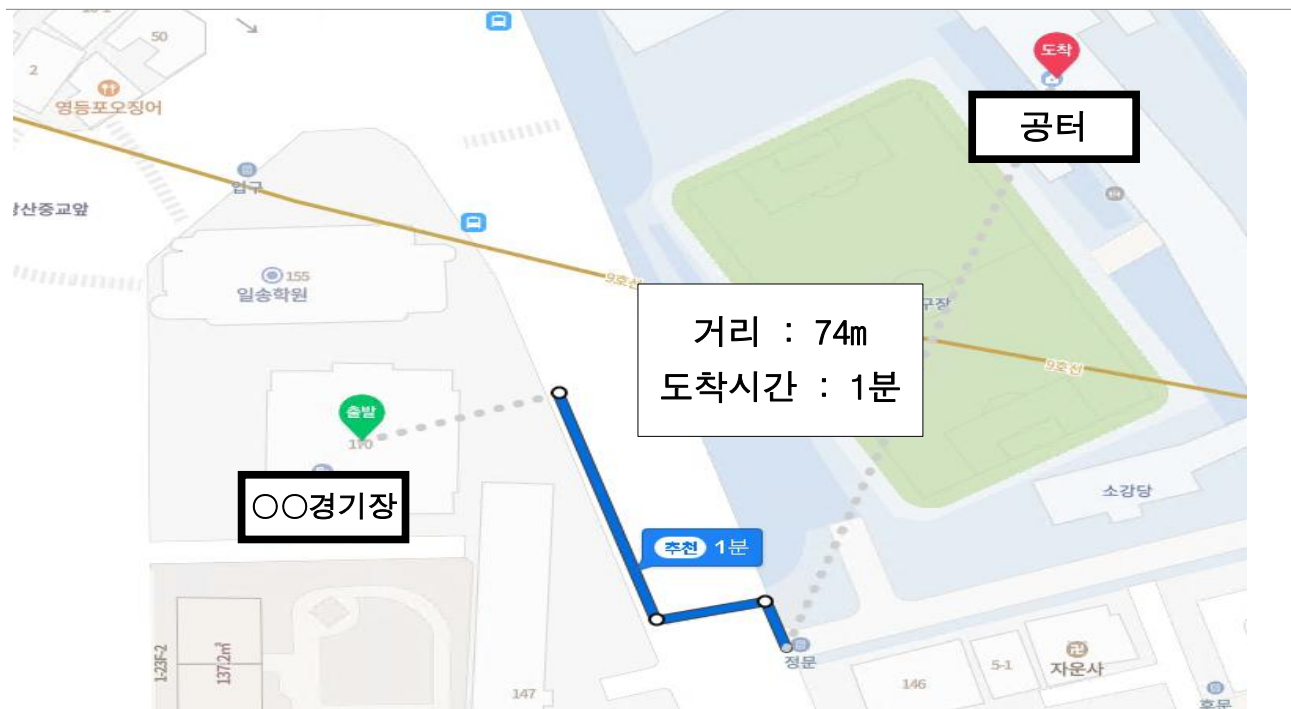 50
도착
2
영등포오징어
공터
입구
산중교앞
155
일송학원
9호선
구장
거리 : 74m
도착시간 : 1분
9호선
출발
170
○○경기장
소강당
추천 1분
1-23F-2
137.2㎡
147
정문
146
5-1
자운사
후문